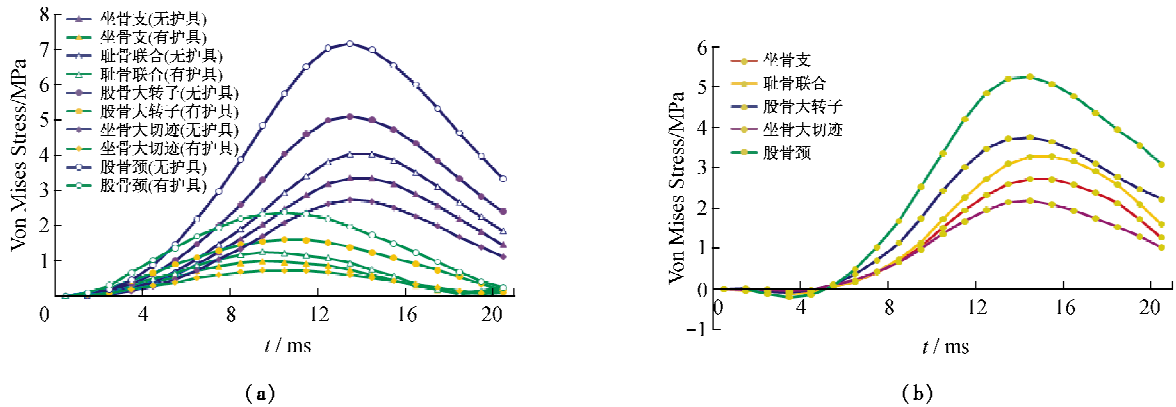 8
7
6
5
4
3
2
1
0
4
8
12
16
20
Von Mises Stress/MPa
t / ms
坐骨支(无护具)
坐骨支(有护具)
耻骨联合(无护具)
耻骨联合(有护具)
股骨大转子(无护具)
股骨大转子(有护具)
坐骨大切迹(无护具)
坐骨大切迹(有护具)
股骨颈(无护具)
股骨颈(有护具)
(a)
6
5
4
3
2
1
0
−1
0
4
8
12
16
20
Von Mises Stress/MPa
t / ms
坐骨支
耻骨联合
股骨大转子
坐骨大切迹
股骨颈
(b)